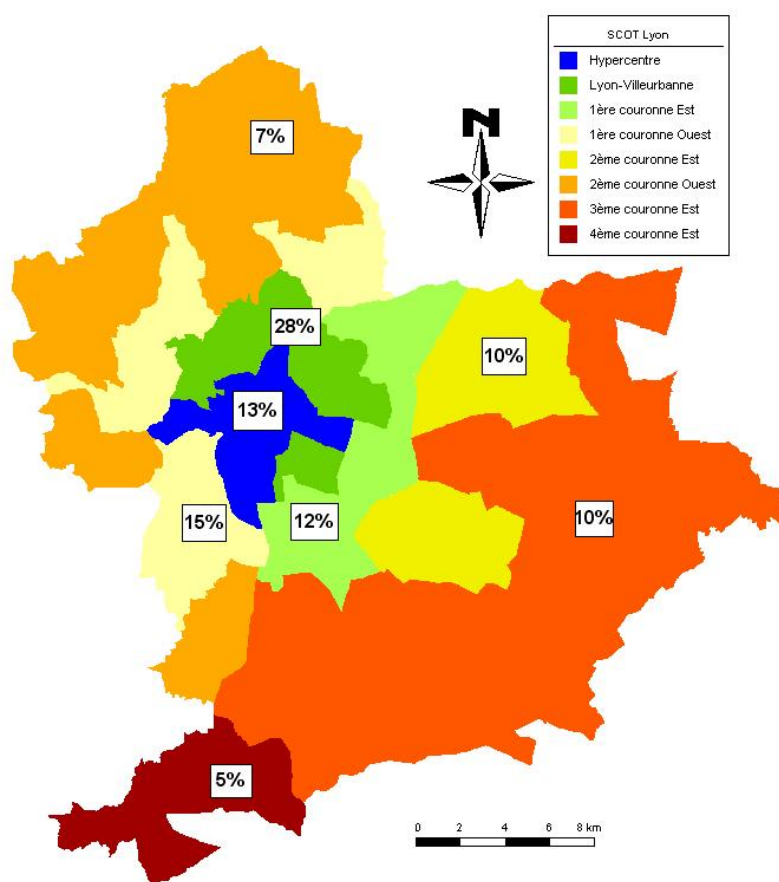 SCOT Lyon
Hypercentre
Lyon-Villeurbanne
1ère couronne Est
1ère couronne Ouest
2ème couronne Est
2ème couronne Ouest
3ème couronne Est
4ème couronne Est
N
7%
28%
10%
13%
15%
12%
10%
5%
0 2 4 6 8 km